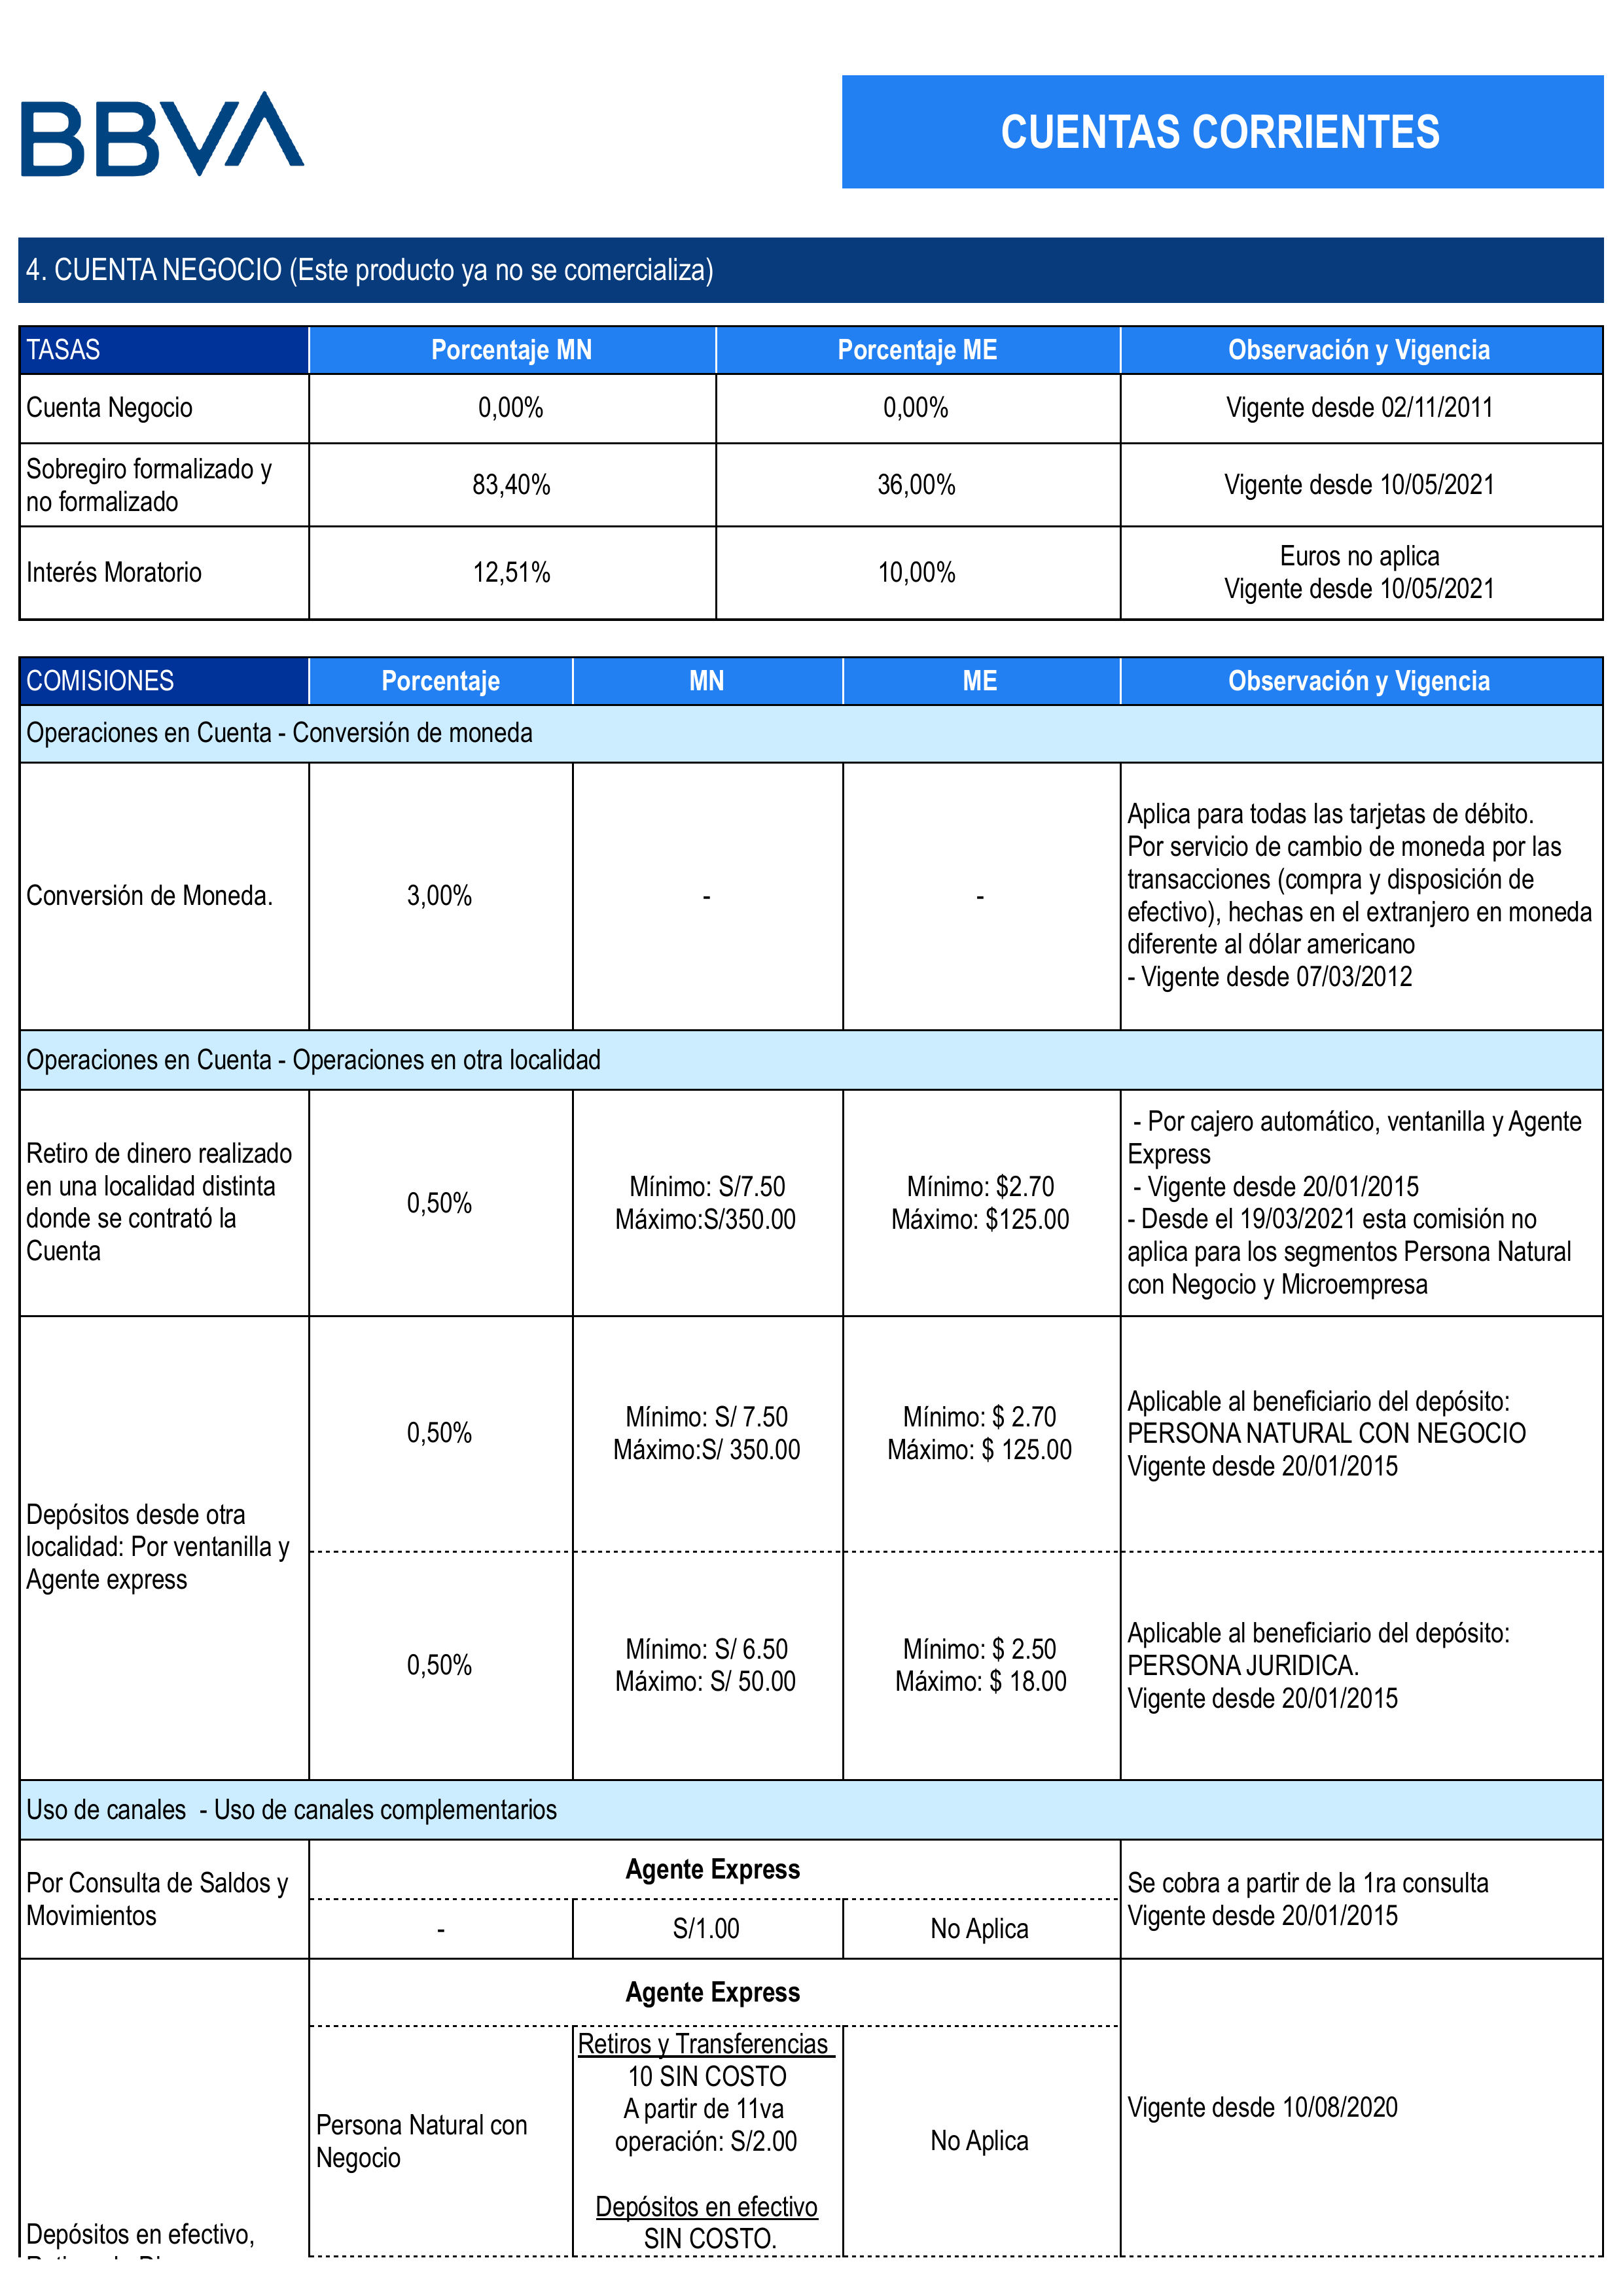 BBVA
CUENTAS CORRIENTES
4. CUENTA NEGOCIO (Este producto ya no se comercializa)
TASAS Porcentaje MN Porcentaje ME Observación y Vigencia
Cuenta Negocio 0,00% 0,00% Vigente desde 02/11/2011
Sobregiro formalizado y
no formalizado
83,40% 36,00% Vigente desde 10/05/2021
Interés Moratorio 12,51% 10,00%
Euros no aplica
Vigente desde 10/05/2021
COMISIONES Porcentaje MN ME Observación y Vigencia
Operaciones en Cuenta - Conversión de moneda
Conversión de Moneda. 3,00% - -
Aplica para todas las tarjetas de débito.
Por servicio de cambio de moneda por las
transacciones (compra y disposición de
efectivo), hechas en el extranjero en moneda
diferente al dólar americano
- Vigente desde 07/03/2012
Operaciones en Cuenta - Operaciones en otra localidad
Retiro de dinero realizado
en una localidad distinta
donde se contrató la
Cuenta
0,50%
Mínimo: S/7.50
Máximo:S/350.00
Mínimo: $2.70
Máximo: $125.00
- Por cajero automático, ventanilla y Agente
Express
- Vigente desde 20/01/2015
- Desde el 19/03/2021 esta comisión no
aplica para los segmentos Persona Natural
con Negocio y Microempresa
Depósitos desde otra
localidad: Por ventanilla y
Agente express
0,50%
Mínimo: S/ 7.50
Máximo:S/ 350.00
Mínimo: $ 2.70
Máximo: $ 125.00
Aplicable al beneficiario del depósito:
PERSONA NATURAL CON NEGOCIO
Vigente desde 20/01/2015
0,50%
Mínimo: S/ 6.50
Máximo: S/ 50.00
Mínimo: $ 2.50
Máximo: $ 18.00
Aplicable al beneficiario del depósito:
PERSONA JURIDICA.
Vigente desde 20/01/2015
Uso de canales - Uso de canales complementarios
Por Consulta de Saldos y
Movimientos
Agente Express
- S/1.00 No Aplica
Se cobra a partir de la 1ra consulta
Vigente desde 20/01/2015
Depósitos en efectivo,
Agente Express
Persona Natural con
Negocio
Retiros y Transferencias
10 SIN COSTO
A partir de 11va
operación: S/2.00
Depósitos en efectivo
SIN COSTO.
No Aplica
Vigente desde 10/08/2020